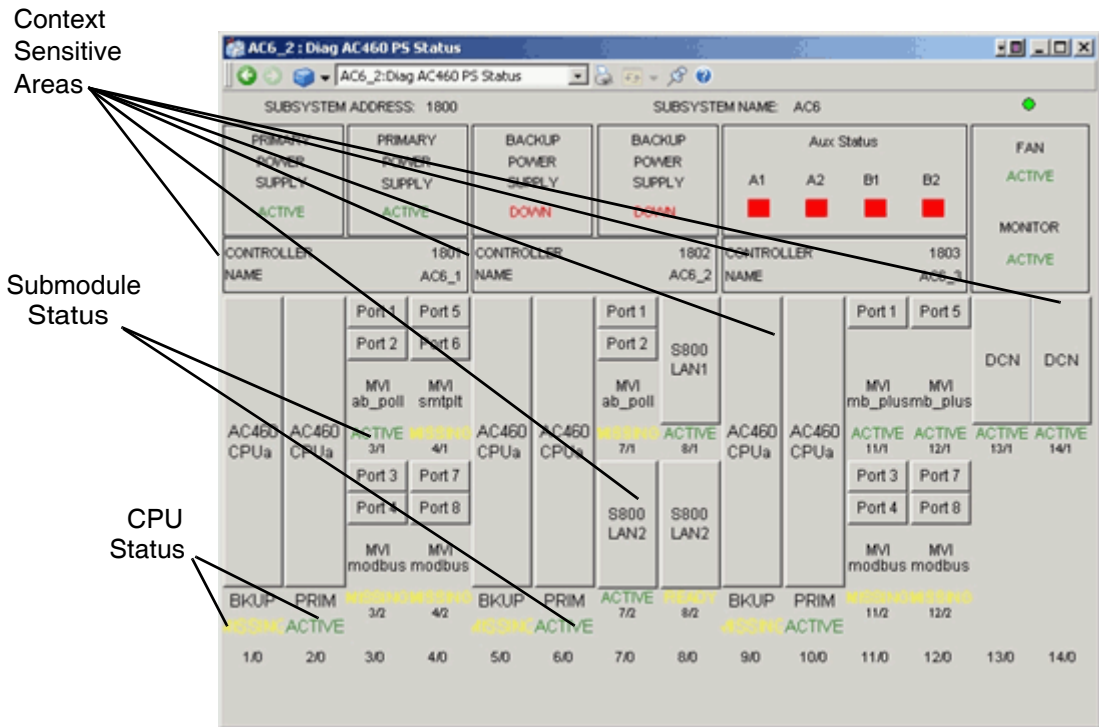 Context
Sensitive
Areas
AC6_2 : Diag AC460 PS Status
AC6_2:Diag AC460 PS Status
SUBSYSTEM ADDRESS: 1800 SUBSYSTEM NAME: AC6
PRIMARY POWER SUPPLY ACTIVE
PRIMARY POWER SUPPLY ACTIVE
BACKUP POWER SUPPLY DOWN
BACKUP POWER SUPPLY DOWN
Aux Status
A1 A2 B1 B2
FAN
ACTIVE
MONITOR
ACTIVE
CONTROLLER 1801 CONTROLLER 1802 CONTROLLER 1803
NAME AC6_1 NAME AC6_2 NAME AC6_3
Submodule
Status
Port 1 Port 5 Port 1 Port 1 Port 5
Port 2 Port 6 Port 2 S800 LAN1 DCN DCN
MVI MVI MVI MVI MVI
ab_poll smtplt ab_poll mb_plus mb_plus
AC460 AC460 ACTIVE MISSING AC460 AC460 MISSING ACTIVE AC460 AC460 ACTIVE ACTIVE ACTIVE ACTIVE
CPUa CPUa 3/1 4/1 CPUa CPUa 7/1 8/1 CPUa CPUa 11/1 12/1 13/1 14/1
Port 3 Port 7 Port 3 Port 7
Port 4 Port 8 S800 S800 Port 4 Port 8
LAN2 LAN2
MVI MVI MVI MVI
modbus modbus modbus modbus
CPU
Status
BKUP PRIM MISSING MISSING BKUP PRIM ACTIVE READY BKUP PRIM MISSING MISSING
3/2 4/2 7/2 8/2 11/2 12/2
MISSING ACTIVE MISSING ACTIVE MISSING ACTIVE
1/0 2/0 3/0 4/0 5/0 6/0 7/0 8/0 9/0 10/0 11/0 12/0 13/0 14/0